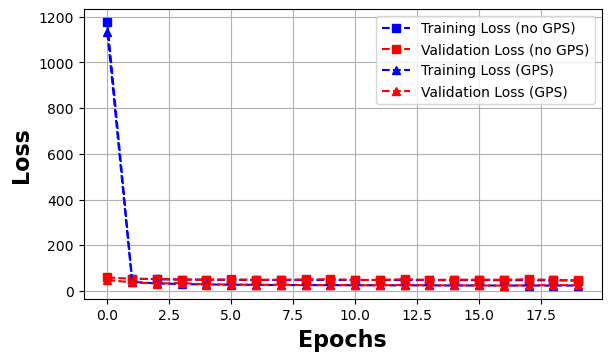 1200
1000
800
600
400
200
0
Loss
Training Loss (no GPS)
Validation Loss (no GPS)
Training Loss (GPS)
Validation Loss (GPS)
0.0 2.5 5.0 7.5 10.0 12.5 15.0 17.5
Epochs